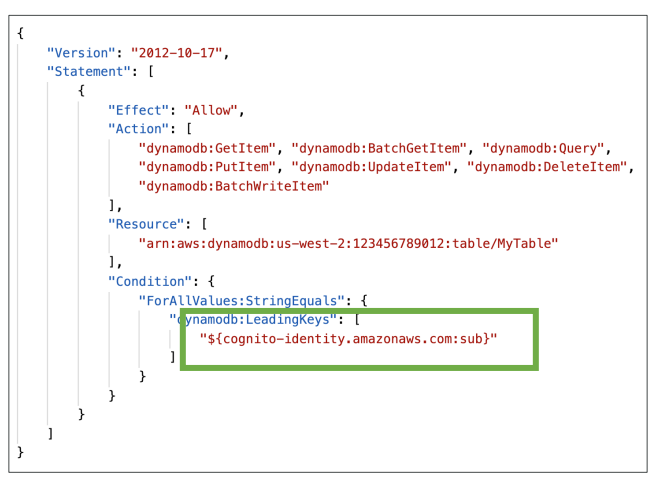 {
    "Version": "2012-10-17",
    "Statement": [
        {
            "Effect": "Allow",
            "Action": [
                "dynamodb:GetItem", "dynamodb:BatchGetItem", "dynamodb:Query",
                "dynamodb:PutItem", "dynamodb:UpdateItem", "dynamodb:DeleteItem",
                "dynamodb:BatchWriteItem"
            ],
            "Resource": [
                "arn:aws:dynamodb:us-west-2:123456789012:table/MyTable"
            ],
            "Condition": {
                "ForAllValues:StringEquals": {
                    "dynamodb:LeadingKeys": [
                        "${cognito-identity.amazonaws.com:sub}"
                    ]
                }
            }
        }
    ]
}